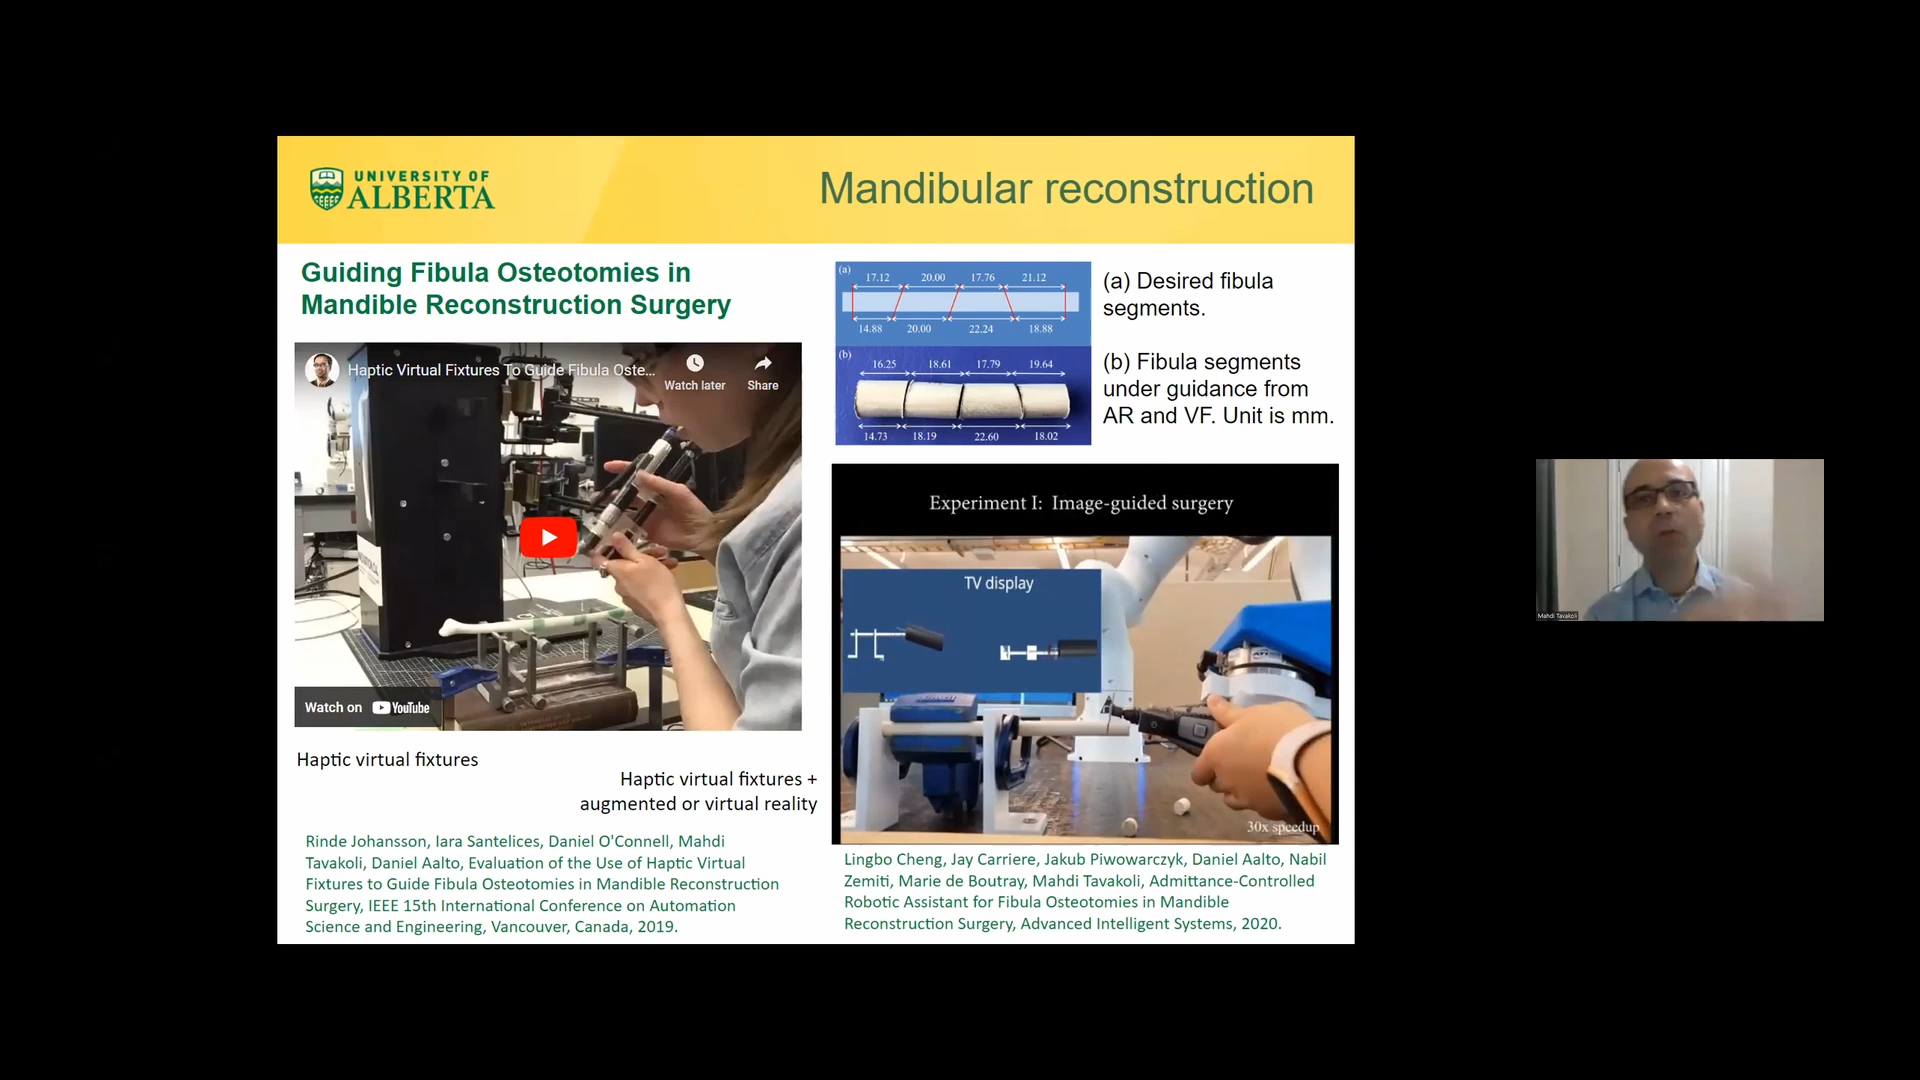 UNIVERSITY OF
ALBERTA
Mandibular reconstruction
Guiding Fibula Osteotomies in
Mandible Reconstruction Surgery
Haptic Virtual Fixtures To Guide Fibula Oste...
Watch later
Share
Watch on YouTube
Haptic virtual fixtures
Haptic virtual fixtures +
augmented or virtual reality
Rinde Johansson, Iara Santelices, Daniel O'Connell, Mahdi
Tavakoli, Daniel Aalto, Evaluation of the Use of Haptic Virtual
Fixtures to Guide Fibula Osteotomies in Mandible Reconstruction
Surgery, IEEE 15th International Conference on Automation
Science and Engineering, Vancouver, Canada, 2019.
(a)
17.12 20.00 17.76 21.12
14.88 20.00 22.24 18.88
(b)
16.25 18.61 17.79 19.64
14.73 18.19 22.60 18.02
(a) Desired fibula
segments.
(b) Fibula segments
under guidance from
AR and VF. Unit is mm.
Experiment I: Image-guided surgery
TV display
ATI
30x speedup
Lingbo Cheng, Jay Carriere, Jakub Piwowarczyk, Daniel Aalto, Nabil
Zemiti, Marie de Boutray, Mahdi Tavakoli, Admittance-Controlled
Robotic Assistant for Fibula Osteotomies in Mandible
Reconstruction Surgery, Advanced Intelligent Systems, 2020.
Mahdi Tavakoli